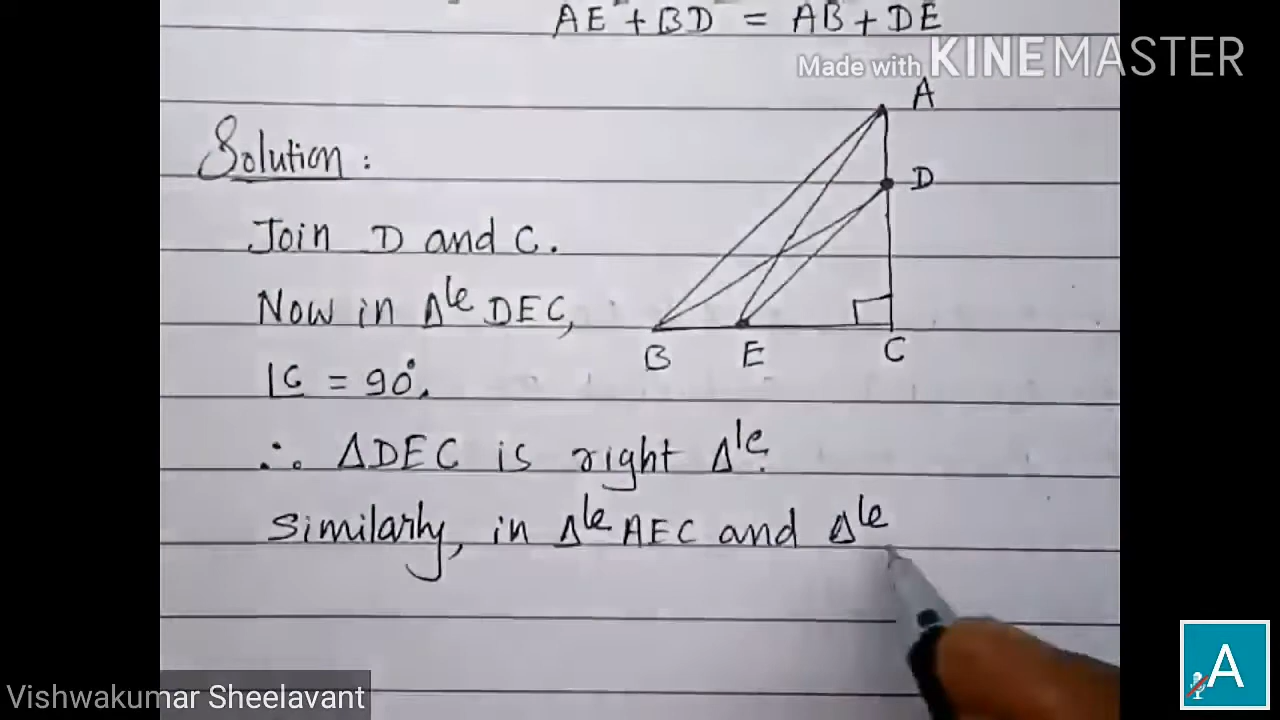 AE² + BD² = AB² + DE²
Made with KINEMASTER
A
Solution :
D
Join D and C.
Now in Δle DEC,
B E C
∠C = 90°.
∴ ΔDEC is right Δle.
Similarly, in Δle AEC and Δle
Vishwakumar Sheelavant
A